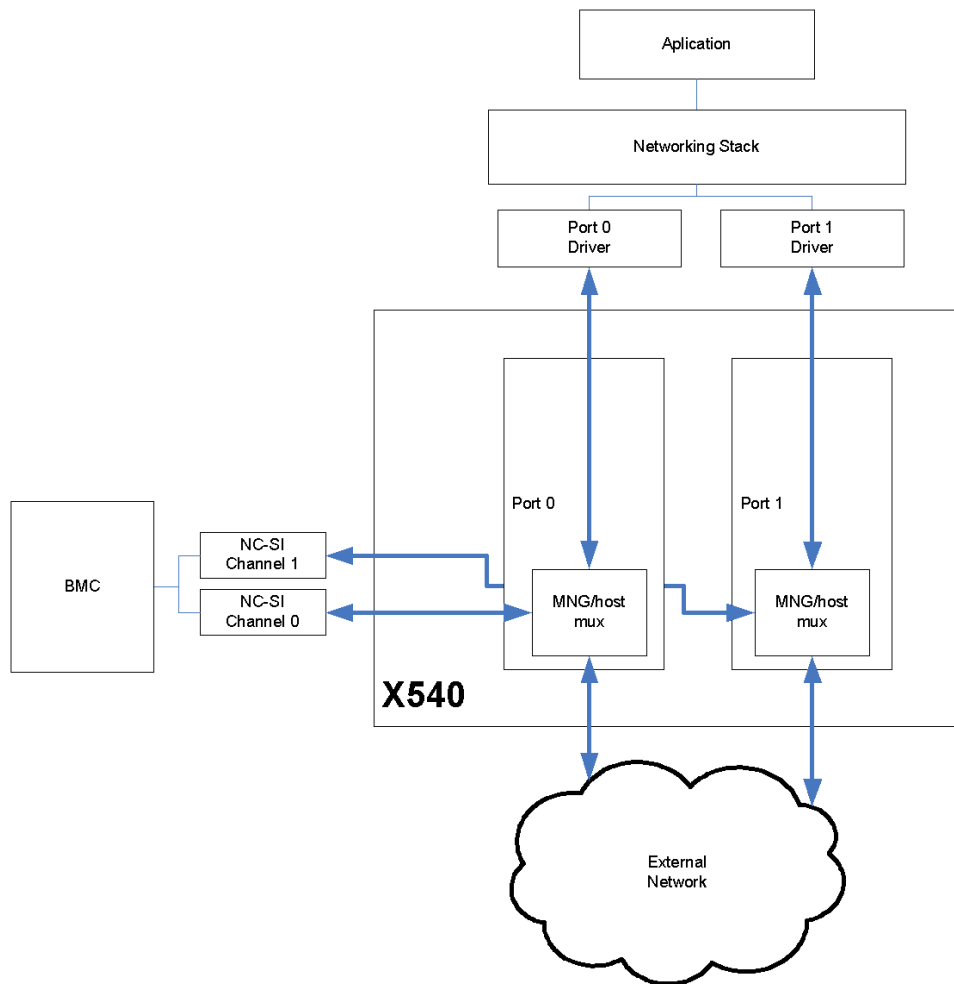 Aplication
Networking Stack
Port 0
Driver
Port 1
Driver
Port 0
Port 1
NC-SI
Channel 1
BMC
NC-SI
Channel 0
MNG/host
mux
MNG/host
mux
X540
External
Network